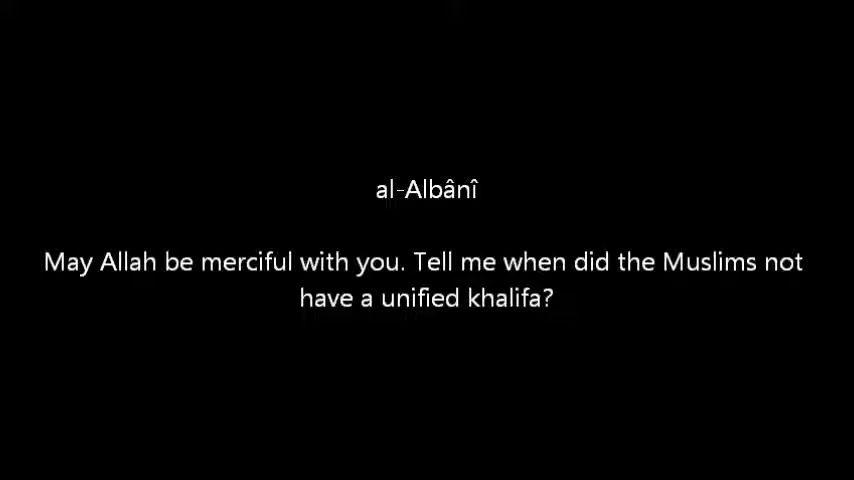 al-Albânî
May Allah be merciful with you. Tell me when did the Muslims not
have a unified khalifa?